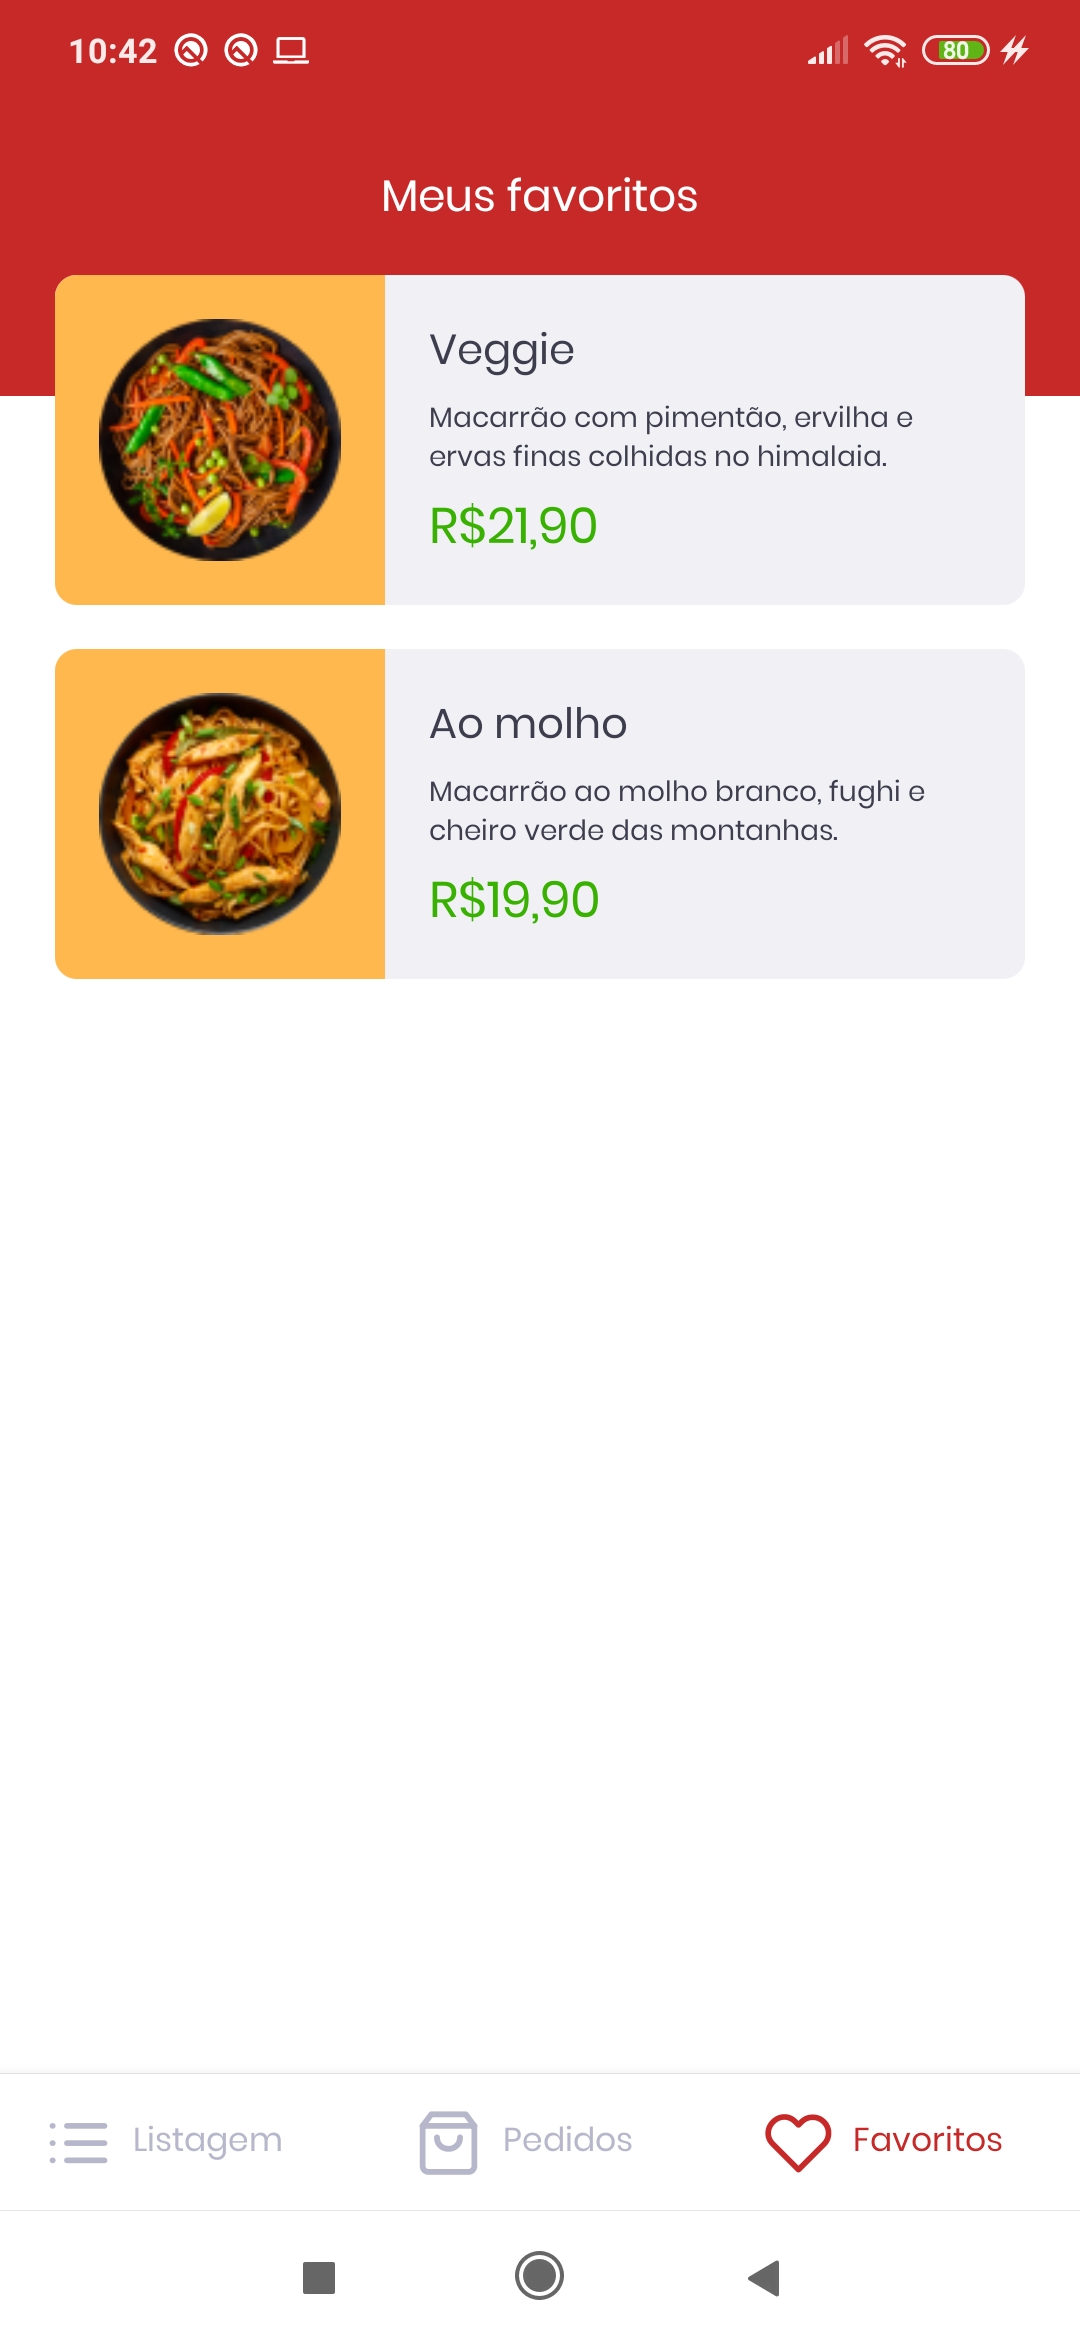 10:42
80
Meus favoritos
Veggie
Macarrão com pimentão, ervilha e
ervas finas colhidas no himalaia.
R$21,90
Ao molho
Macarrão ao molho branco, fughi e
cheiro verde das montanhas.
R$19,90
Listagem
Pedidos
Favoritos